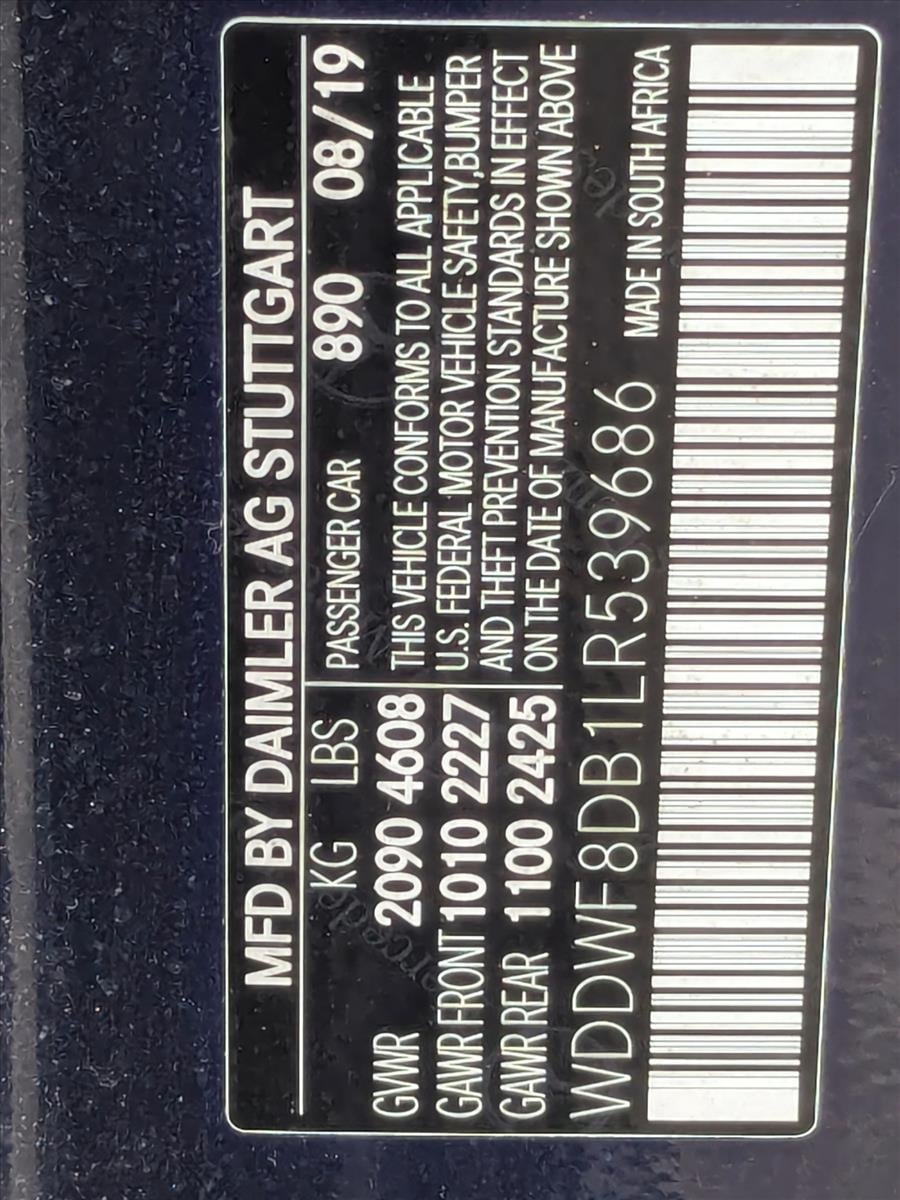 MFD BY DAIMLER AG STUTTGART
KG LBS
GVWR 2090 4608
GAWR FRONT 1010 2227
GAWR REAR 1100 2425
PASSENGER CAR 890 08/19
THIS VEHICLE CONFORMS TO ALL APPLICABLE
U.S. FEDERAL MOTOR VEHICLE SAFETY,BUMPER
AND THEFT PREVENTION STANDARDS IN EFFECT
ON THE DATE OF MANUFACTURE SHOWN ABOVE
WDDWF8DB1LR539686 MADE IN SOUTH AFRICA